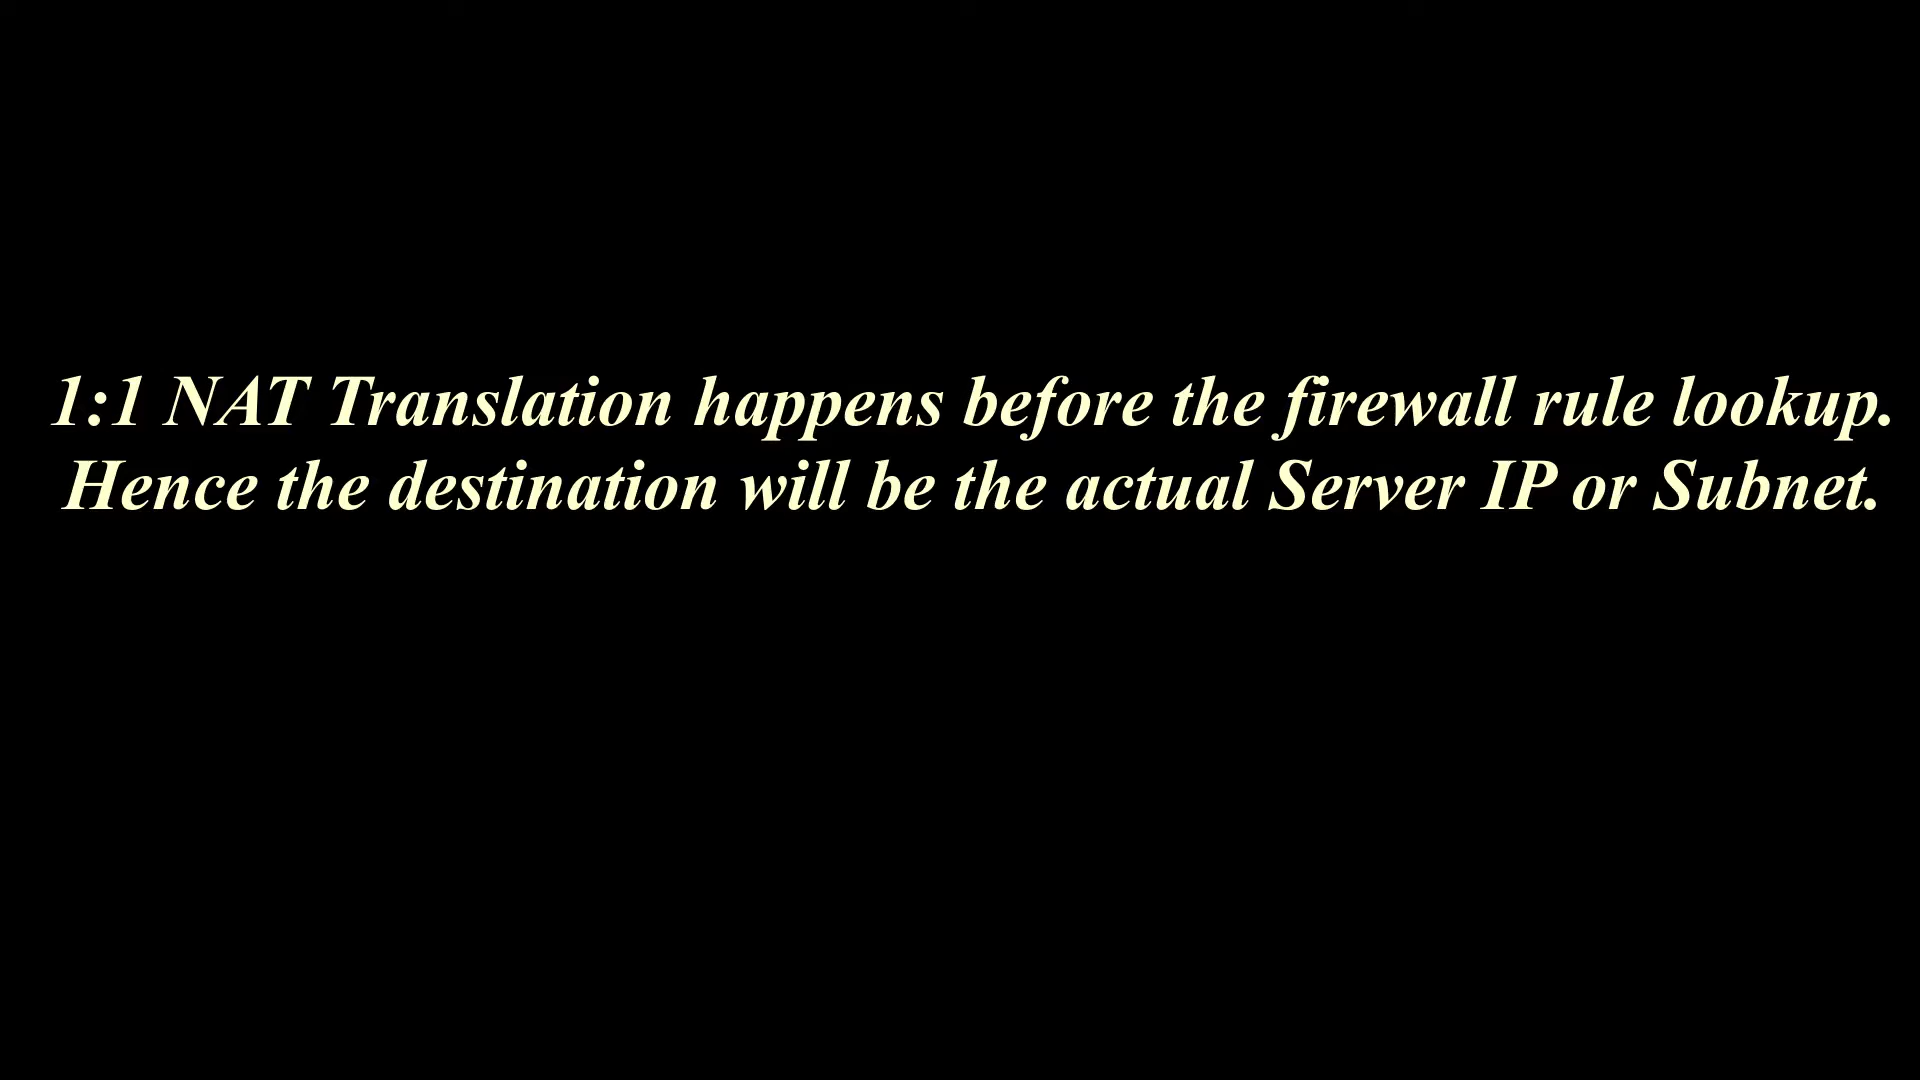 1:1 NAT Translation happens before the firewall rule lookup.
Hence the destination will be the actual Server IP or Subnet.